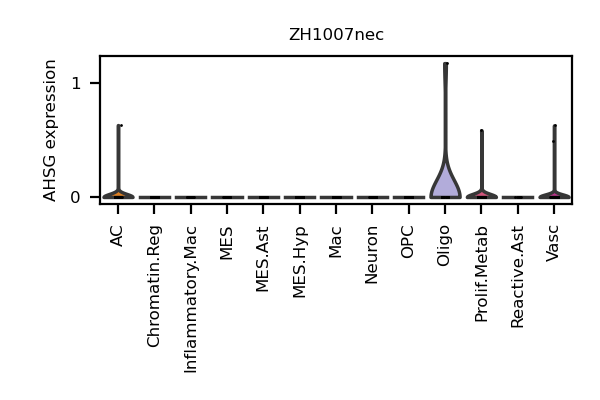 ZH1007nec
AHSG expression
1
0
AC
Chromatin.Reg
Inflammatory.Mac
MES
MES.Ast
MES.Hyp
Mac
Neuron
OPC
Oligo
Prolif.Metab
Reactive.Ast
Vasc